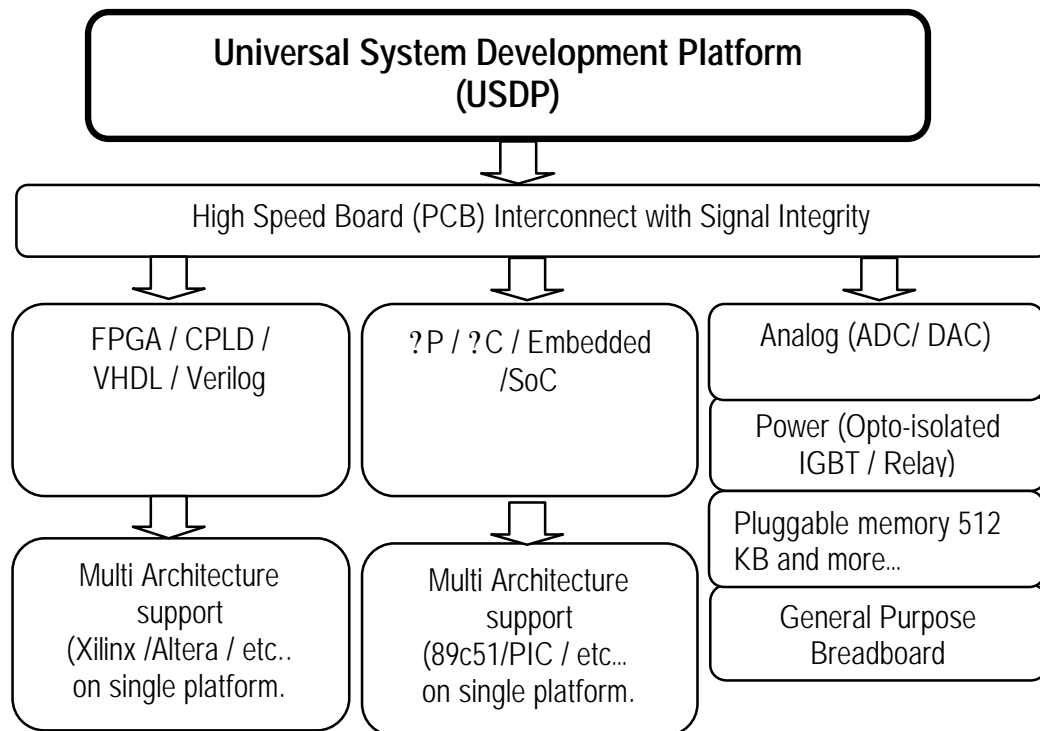 Universal System Development Platform
(USDP)
High Speed Board (PCB) Interconnect with Signal Integrity
FPGA / CPLD /
VHDL / Verilog
?P / ?C / Embedded
/SoC
Analog (ADC/ DAC)
Power (Opto-isolated
IGBT / Relay)
Pluggable memory 512
KB and more...
General Purpose
Breadboard
Multi Architecture
support
(Xilinx /Altera / etc..
on single platform.
Multi Architecture
support
(89c51/PIC / etc...
on single platform.